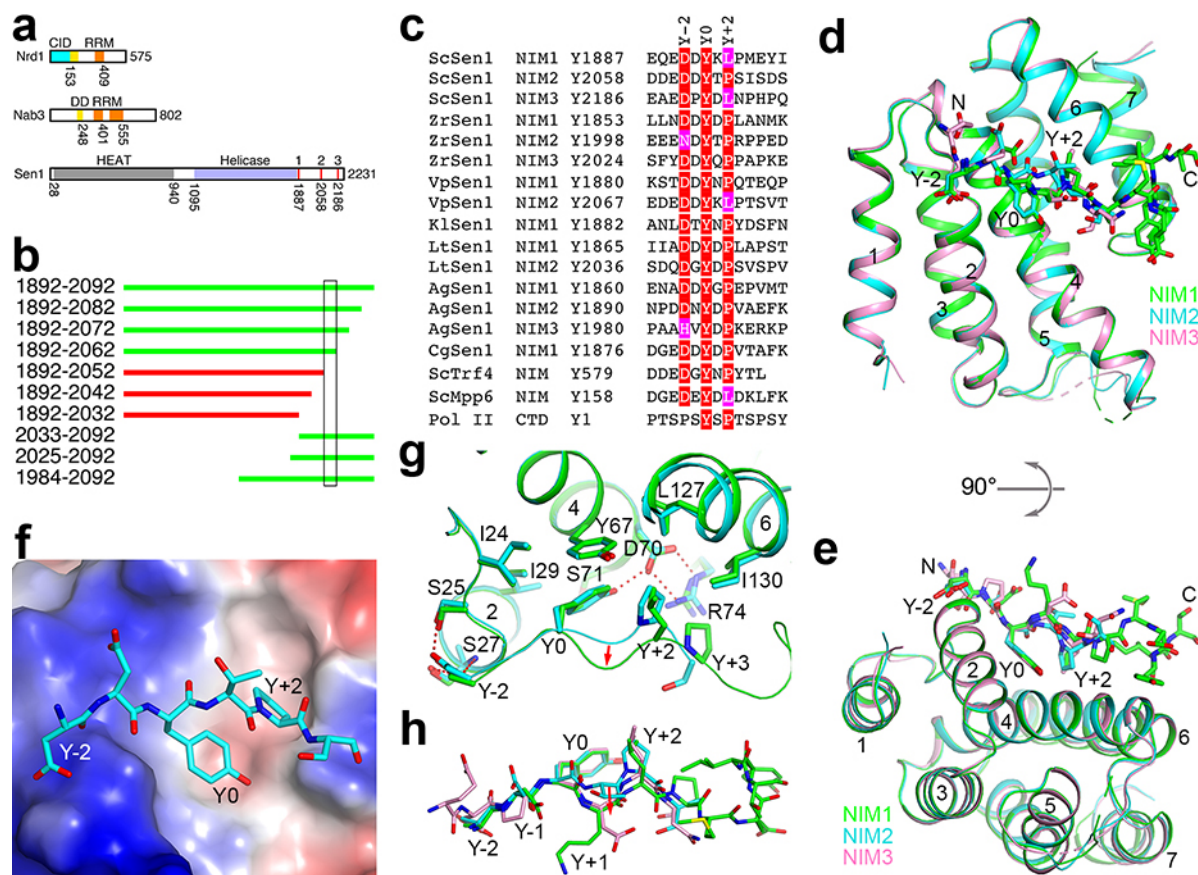 a
CID RRM
Nrd1 575
153 409
DD RRM
Nab3 802
248 401 555
HEAT Helicase 1 2 3
Sen1 2231
28 940 1095 1887 2058 2186
b
1892-2092
1892-2082
1892-2072
1892-2062
1892-2052
1892-2042
1892-2032
2033-2092
2025-2092
1984-2092
c
Y-2 Y0 Y+2
ScSen1 NIM1 Y1887 EQEDDYKLPMEYI
ScSen1 NIM2 Y2058 DDEDDYTPSISDS
ScSen1 NIM3 Y2186 EAEDPYDLNPHPQ
ZrSen1 NIM1 Y1853 LLNDDYDPLANMK
ZrSen1 NIM2 Y1998 EEENDYTPRPPED
ZrSen1 NIM3 Y2024 SFYDDYQPPAPKE
VpSen1 NIM1 Y1880 KSTDDYNPQTEQP
VpSen1 NIM2 Y2067 DEDDDYKLPTSVT
KlSen1 NIM1 Y1882 ANLDTYNPYDSFN
LtSen1 NIM1 Y1865 IIADDYDPLAPST
LtSen1 NIM2 Y2036 SDQDGYDPSVSPV
AgSen1 NIM1 Y1860 ENADDYGPEPVMT
AgSen1 NIM2 Y1890 NPDDNYDPVAEFK
AgSen1 NIM3 Y1980 PAAHVYDPKERKP
CgSen1 NIM1 Y1876 DGEDDYDPVTAFK
ScTrf4 NIM Y579 DDEDGYNPYTL
ScMpp6 NIM Y158 DGEDEYDLDKLFK
Pol II CTD Y1 PTSPSYSPTSPSY
d
N
7
6
Y+2
Y-2
C
Y0
1
2
4
3
5
NIM1
NIM2
NIM3
90°
e
N
C
Y-2
Y0
Y+2
2
4
1
6
3
5
7
NIM1
NIM2
NIM3
f
Y-2
Y+2
Y0
g
L127
4
Y67
6
I24
D70
I29
S71
I130
S25
2
R74
S27
Y0
Y+2
Y+3
Y-2
h
Y0
Y+2
Y-1
Y-2
Y+1